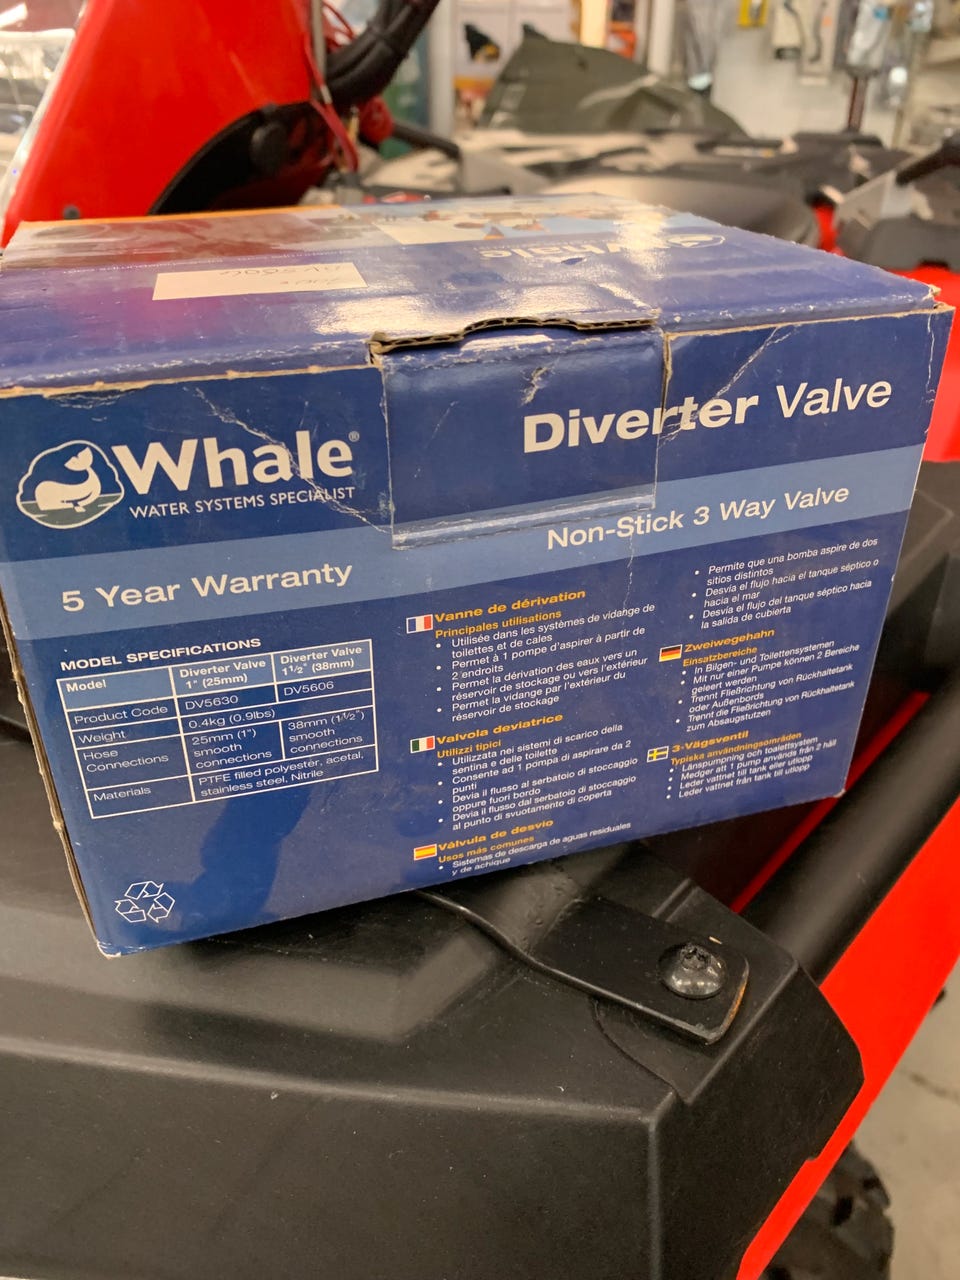 Whale
Whale®
WATER SYSTEMS SPECIALIST
Diverter Valve
5 Year Warranty
Non-Stick 3 Way Valve
MODEL SPECIFICATIONS
Model
Diverter Valve
1" (25mm)
Diverter Valve
1 1/2" (38mm)
Product Code
DV5630
DV5606
Weight
0.4kg (0.9lbs)
Hose
Connections
25mm (1")
smooth
connections
38mm (1 1/2")
smooth
connections
Materials
PTFE filled polyester, acetal,
stainless steel, Nitrile
Vanne de dérivation
Principales utilisations
• Utilisée dans les systèmes de vidange de
toilettes et de cales
• Permet à 1 pompe d'aspirer à partir de
2 endroits
• Permet la dérivation des eaux vers un
réservoir de stockage ou vers l'extérieur
• Permet la vidange par l'extérieur du
réservoir de stockage
Valvola deviatrice
Utilizzi tipici
• Utilizzata nei sistemi di scarico della
sentina e delle toilette
• Consente ad 1 pompa di aspirare da 2
punti
• Devia il flusso al serbatoio di stoccaggio
oppure fuori bordo
• Devia il flusso dal serbatoio di stoccaggio
al punto di svuotamento di coperta
Válvula de desvío
Usos más comunes
• Sistemas de descarga de aguas residuales
y de achique
• Permite que una bomba aspire de dos
sitios distintos
• Desvía el flujo hacia el tanque séptico o
hacia el mar
• Desvía el flujo del tanque séptico hacia
la salida de cubierta
Zweiwegehahn
Einsatzbereiche
• In Bilgen- und Toilettensystemen
• Mit nur einer Pumpe können 2 Bereiche
geleert werden
• Trennt Fließrichtung von Rückhaltetank
oder Außenbords
• Trennt die Fließrichtung von Rückhaltetank
zum Absaugstutzen
3-Vägsventil
Typiska användningsområden
• Länspumpning och toilettsystem
• Medger att 1 pump används från 2 håll
• Leder vattnet till tank eller utlopp
• Leder vattnet från tank till utlopp